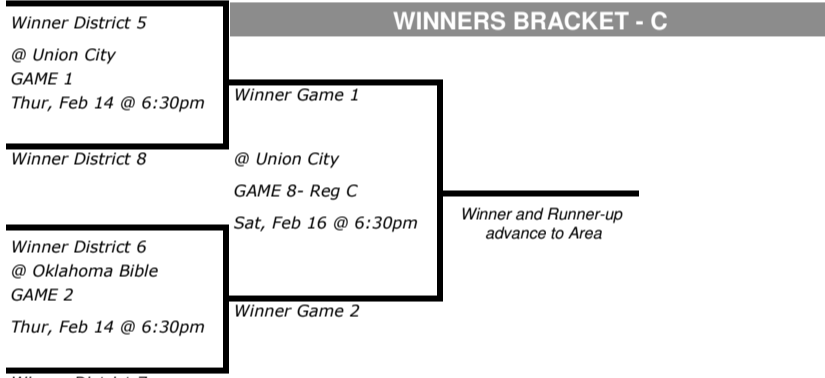 WINNERS BRACKET - C
Winner District 5
@ Union City
GAME 1
Thur, Feb 14 @ 6:30pm
Winner District 8
Winner Game 1
@ Union City
GAME 8- Reg C
Sat, Feb 16 @ 6:30pm
Winner and Runner-up
advance to Area
Winner District 6
@ Oklahoma Bible
GAME 2
Thur, Feb 14 @ 6:30pm
Winner Game 2